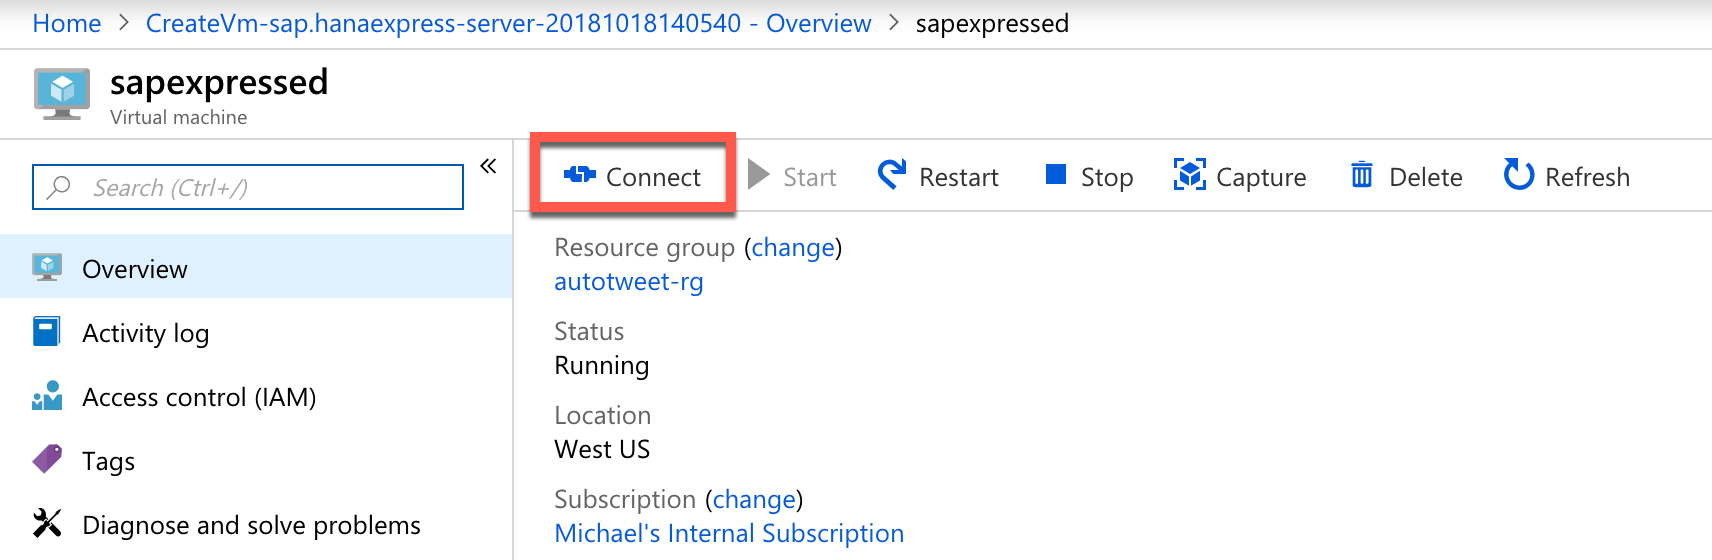 Home > CreateVm-sap.hanaexpress-server-20181018140540 - Overview > sapexpressed
sapexpressed
Virtual machine
Search (Ctrl+/)
«
Connect Start Restart Stop Capture Delete Refresh
Overview
Activity log
Access control (IAM)
Tags
Diagnose and solve problems
Resource group (change)
autotweet-rg
Status
Running
Location
West US
Subscription (change)
Michael's Internal Subscription